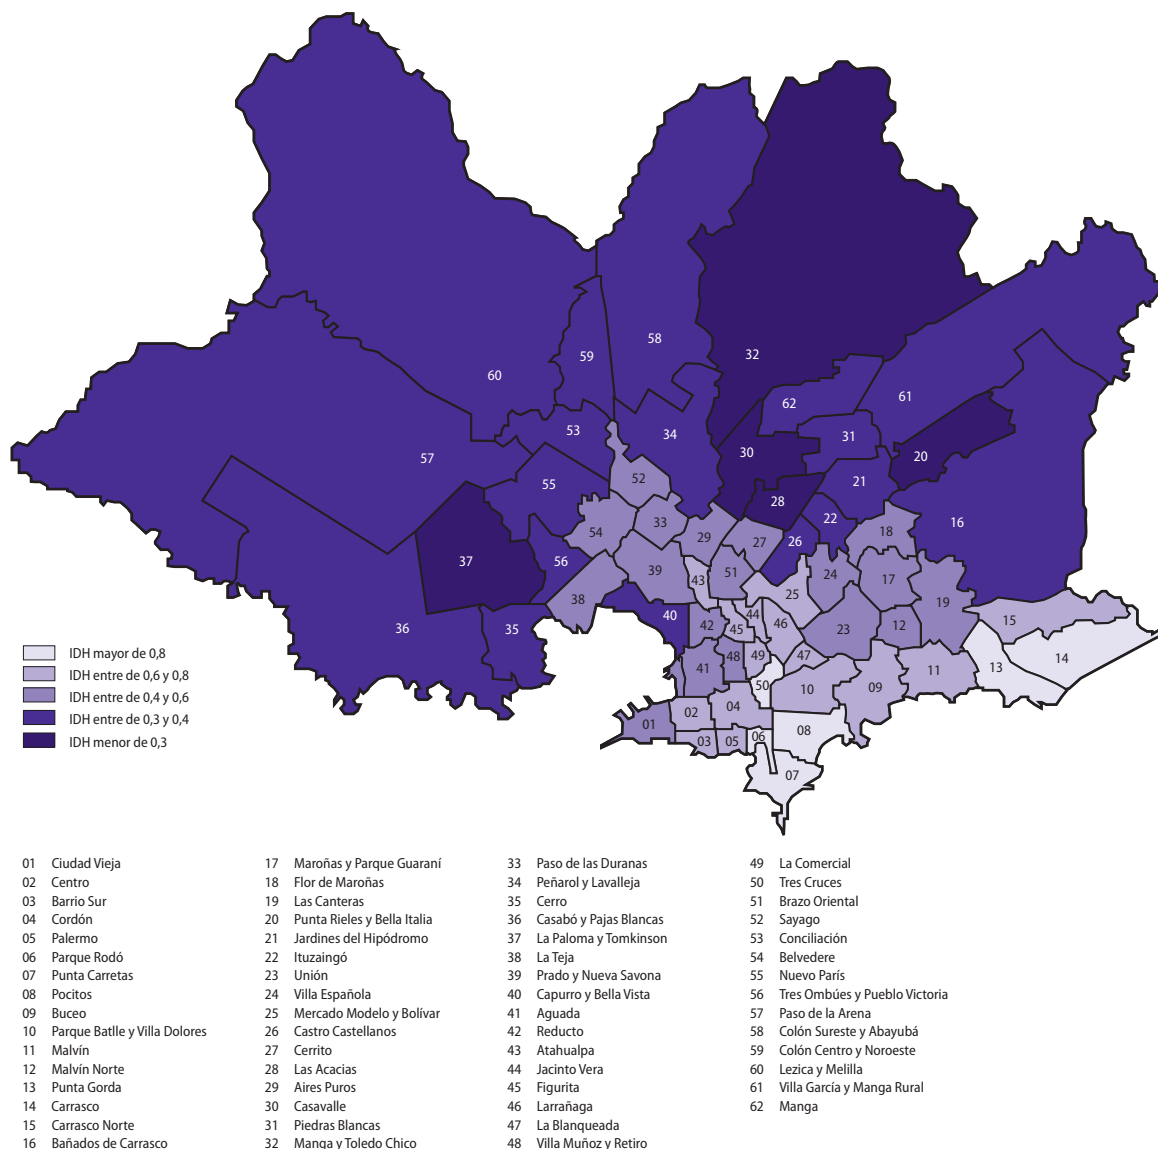 60
59
58
32
62
61
31
20
30
34
53
57
55
52
28
21
22
16
18
33
54
29
27
26
56
37
39
43
51
24
17
25
19
38
40
42
44
46
45
23
12
15
36
35
41
48
49
47
50
10
09
11
13
14
01
02
04
03
05
06
08
07
IDH mayor de 0,8
IDH entre de 0,6 y 0,8
IDH entre de 0,4 y 0,6
IDH entre de 0,3 y 0,4
IDH menor de 0,3
01 Ciudad Vieja
02 Centro
03 Barrio Sur
04 Cordón
05 Palermo
06 Parque Rodó
07 Punta Carretas
08 Pocitos
09 Buceo
10 Parque Batlle y Villa Dolores
11 Malvín
12 Malvín Norte
13 Punta Gorda
14 Carrasco
15 Carrasco Norte
16 Bañados de Carrasco
17 Maroñas y Parque Guaraní
18 Flor de Maroñas
19 Las Canteras
20 Punta Rieles y Bella Italia
21 Jardines del Hipódromo
22 Ituzaingó
23 Unión
24 Villa Española
25 Mercado Modelo y Bolívar
26 Castro Castellanos
27 Cerrito
28 Las Acacias
29 Aires Puros
30 Casavalle
31 Piedras Blancas
32 Manga y Toledo Chico
33 Paso de las Duranas
34 Peñarol y Lavalleja
35 Cerro
36 Casabó y Pajas Blancas
37 La Paloma y Tomkinson
38 La Teja
39 Prado y Nueva Savona
40 Capurro y Bella Vista
41 Aguada
42 Reducto
43 Atahualpa
44 Jacinto Vera
45 Figurita
46 Larrañaga
47 La Blanqueada
48 Villa Muñoz y Retiro
49 La Comercial
50 Tres Cruces
51 Brazo Oriental
52 Sayago
53 Conciliación
54 Belvedere
55 Nuevo París
56 Tres Ombúes y Pueblo Victoria
57 Paso de la Arena
58 Colón Sureste y Abayubá
59 Colón Centro y Noroeste
60 Lezica y Melilla
61 Villa García y Manga Rural
62 Manga